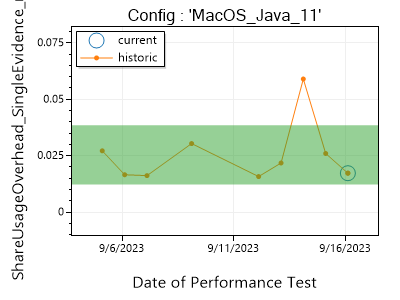 Config : 'MacOS_Java_11'
current
historic
0.075
0.05
0.025
0
9/6/2023
9/11/2023
9/16/2023
Date of Performance Test
ShareUsageOverhead_SingleEvidence_